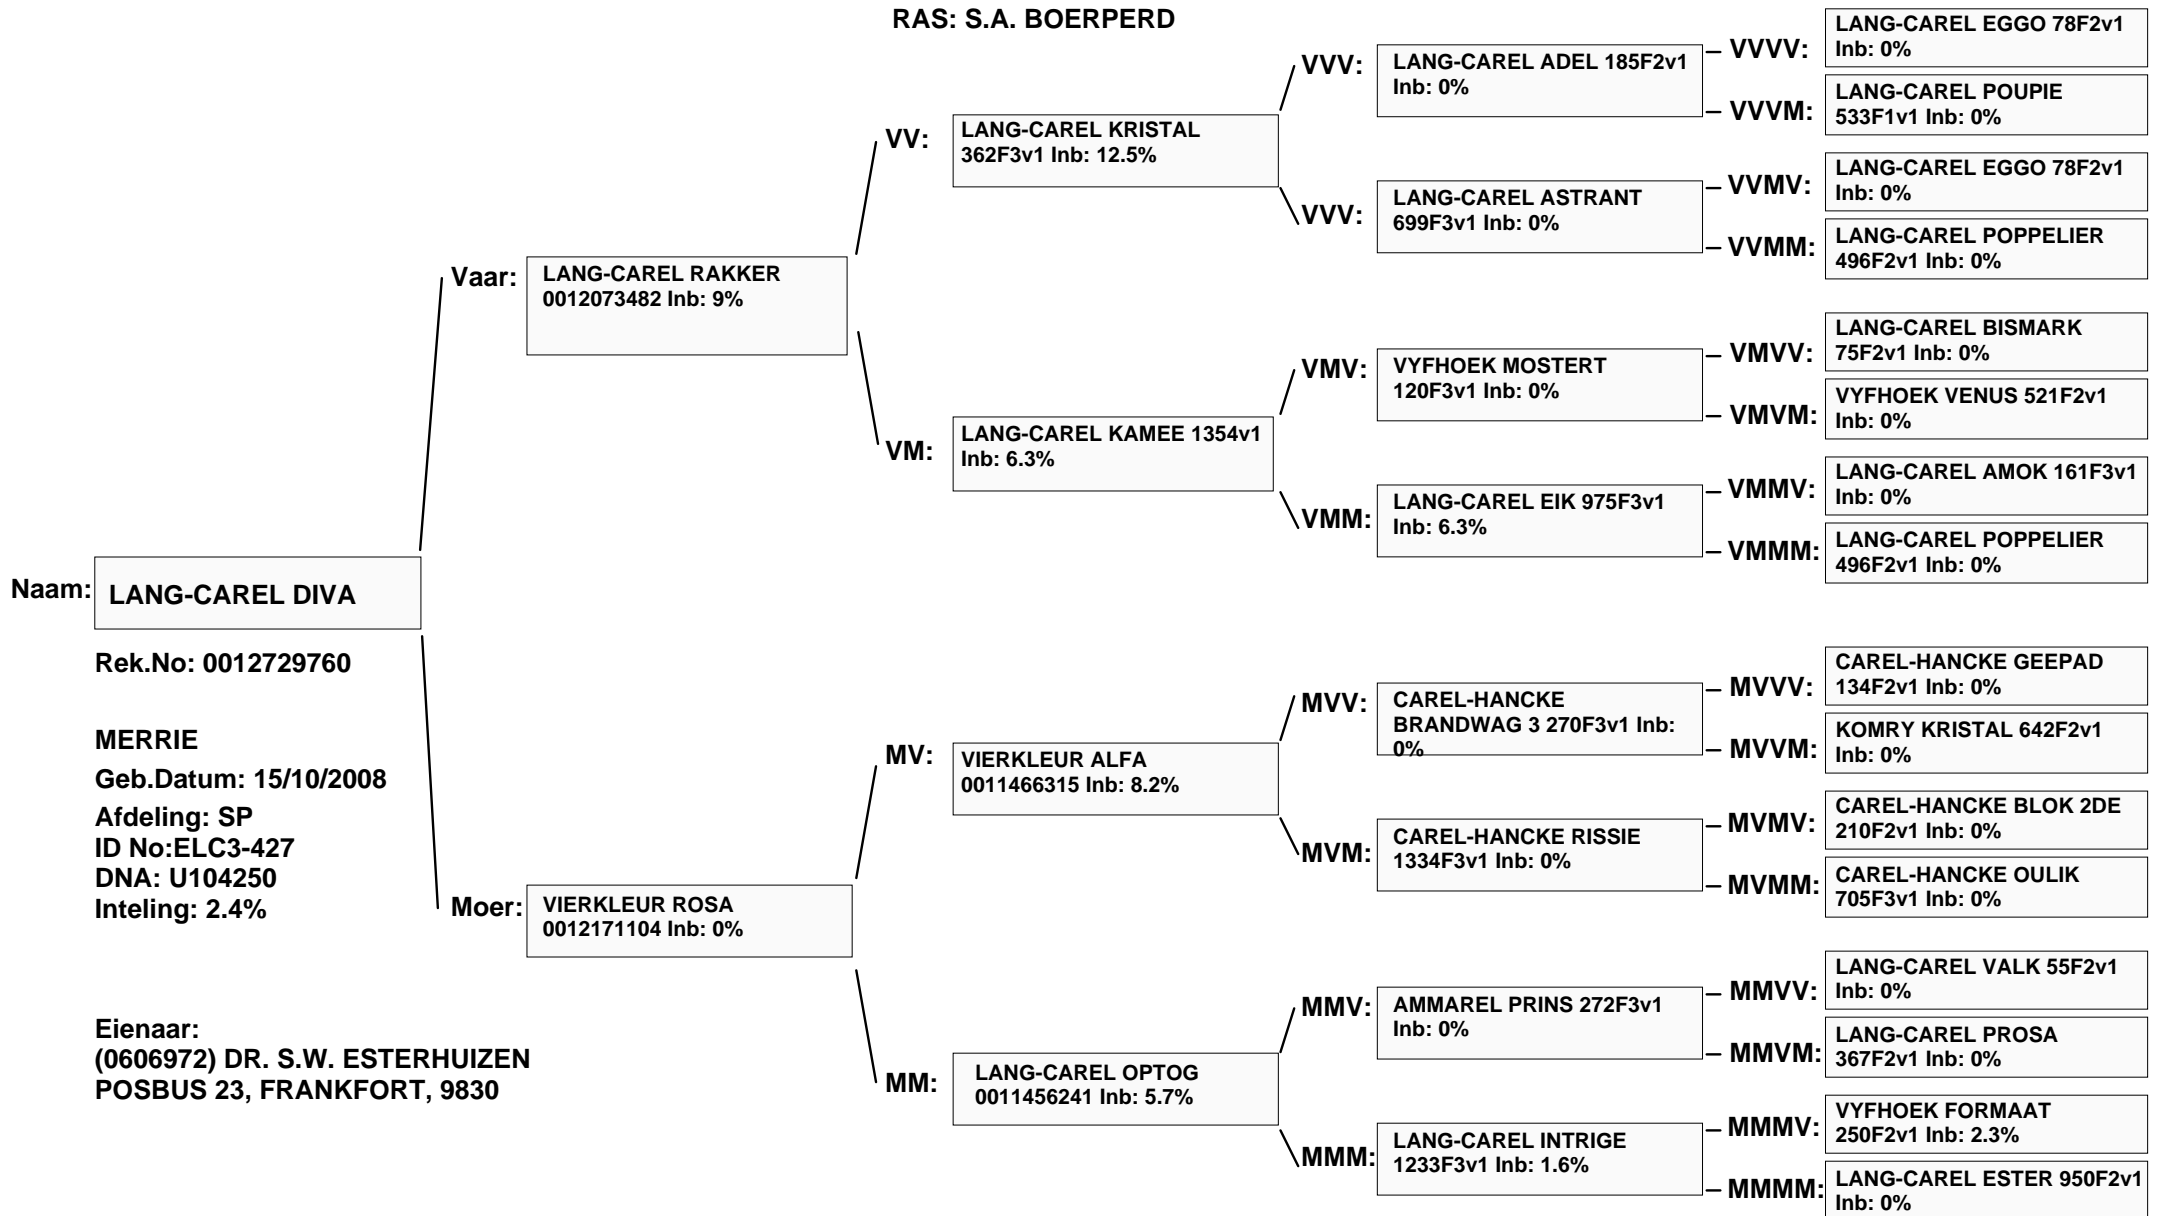 RAS: S.A. BOERPERD
Naam:
LANG-CAREL DIVA
Rek.No: 0012729760
MERRIE
Geb.Datum: 15/10/2008
Afdeling: SP
ID No:ELC3-427
DNA: U104250
Inteling: 2.4%
Eienaar:
(0606972) DR. S.W. ESTERHUIZEN
POSBUS 23, FRANKFORT, 9830
Vaar:
LANG-CAREL RAKKER
0012073482 Inb: 9%
Moer:
VIERKLEUR ROSA
0012171104 Inb: 0%
VV:
LANG-CAREL KRISTAL
362F3v1 Inb: 12.5%
VM:
LANG-CAREL KAMEE 1354v1
Inb: 6.3%
MV:
VIERKLEUR ALFA
0011466315 Inb: 8.2%
MM:
LANG-CAREL OPTOG
0011456241 Inb: 5.7%
VVV:
LANG-CAREL ADEL 185F2v1
Inb: 0%
VVV:
LANG-CAREL ASTRANT
699F3v1 Inb: 0%
VMV:
VYFHOEK MOSTERT
120F3v1 Inb: 0%
VMM:
LANG-CAREL EIK 975F3v1
Inb: 6.3%
MVV:
CAREL-HANCKE
BRANDWAG 3 270F3v1 Inb:
0%
MVM:
CAREL-HANCKE RISSIE
1334F3v1 Inb: 0%
MMV:
AMMAREL PRINS 272F3v1
Inb: 0%
MMM:
LANG-CAREL INTRIGE
1233F3v1 Inb: 1.6%
VVVV:
LANG-CAREL EGGO 78F2v1
Inb: 0%
VVVM:
LANG-CAREL POUPIE
533F1v1 Inb: 0%
VVMV:
LANG-CAREL EGGO 78F2v1
Inb: 0%
VVMM:
LANG-CAREL POPPELIER
496F2v1 Inb: 0%
VMVV:
LANG-CAREL BISMARK
75F2v1 Inb: 0%
VMVM:
VYFHOEK VENUS 521F2v1
Inb: 0%
VMMV:
LANG-CAREL AMOK 161F3v1
Inb: 0%
VMMM:
LANG-CAREL POPPELIER
496F2v1 Inb: 0%
MVVV:
CAREL-HANCKE GEEPAD
134F2v1 Inb: 0%
MVVM:
KOMRY KRISTAL 642F2v1
Inb: 0%
MVMV:
CAREL-HANCKE BLOK 2DE
210F2v1 Inb: 0%
MVMM:
CAREL-HANCKE OULIK
705F3v1 Inb: 0%
MMVV:
LANG-CAREL VALK 55F2v1
Inb: 0%
MMVM:
LANG-CAREL PROSA
367F2v1 Inb: 0%
MMMV:
VYFHOEK FORMAAT
250F2v1 Inb: 2.3%
MMMM:
LANG-CAREL ESTER 950F2v1
Inb: 0%